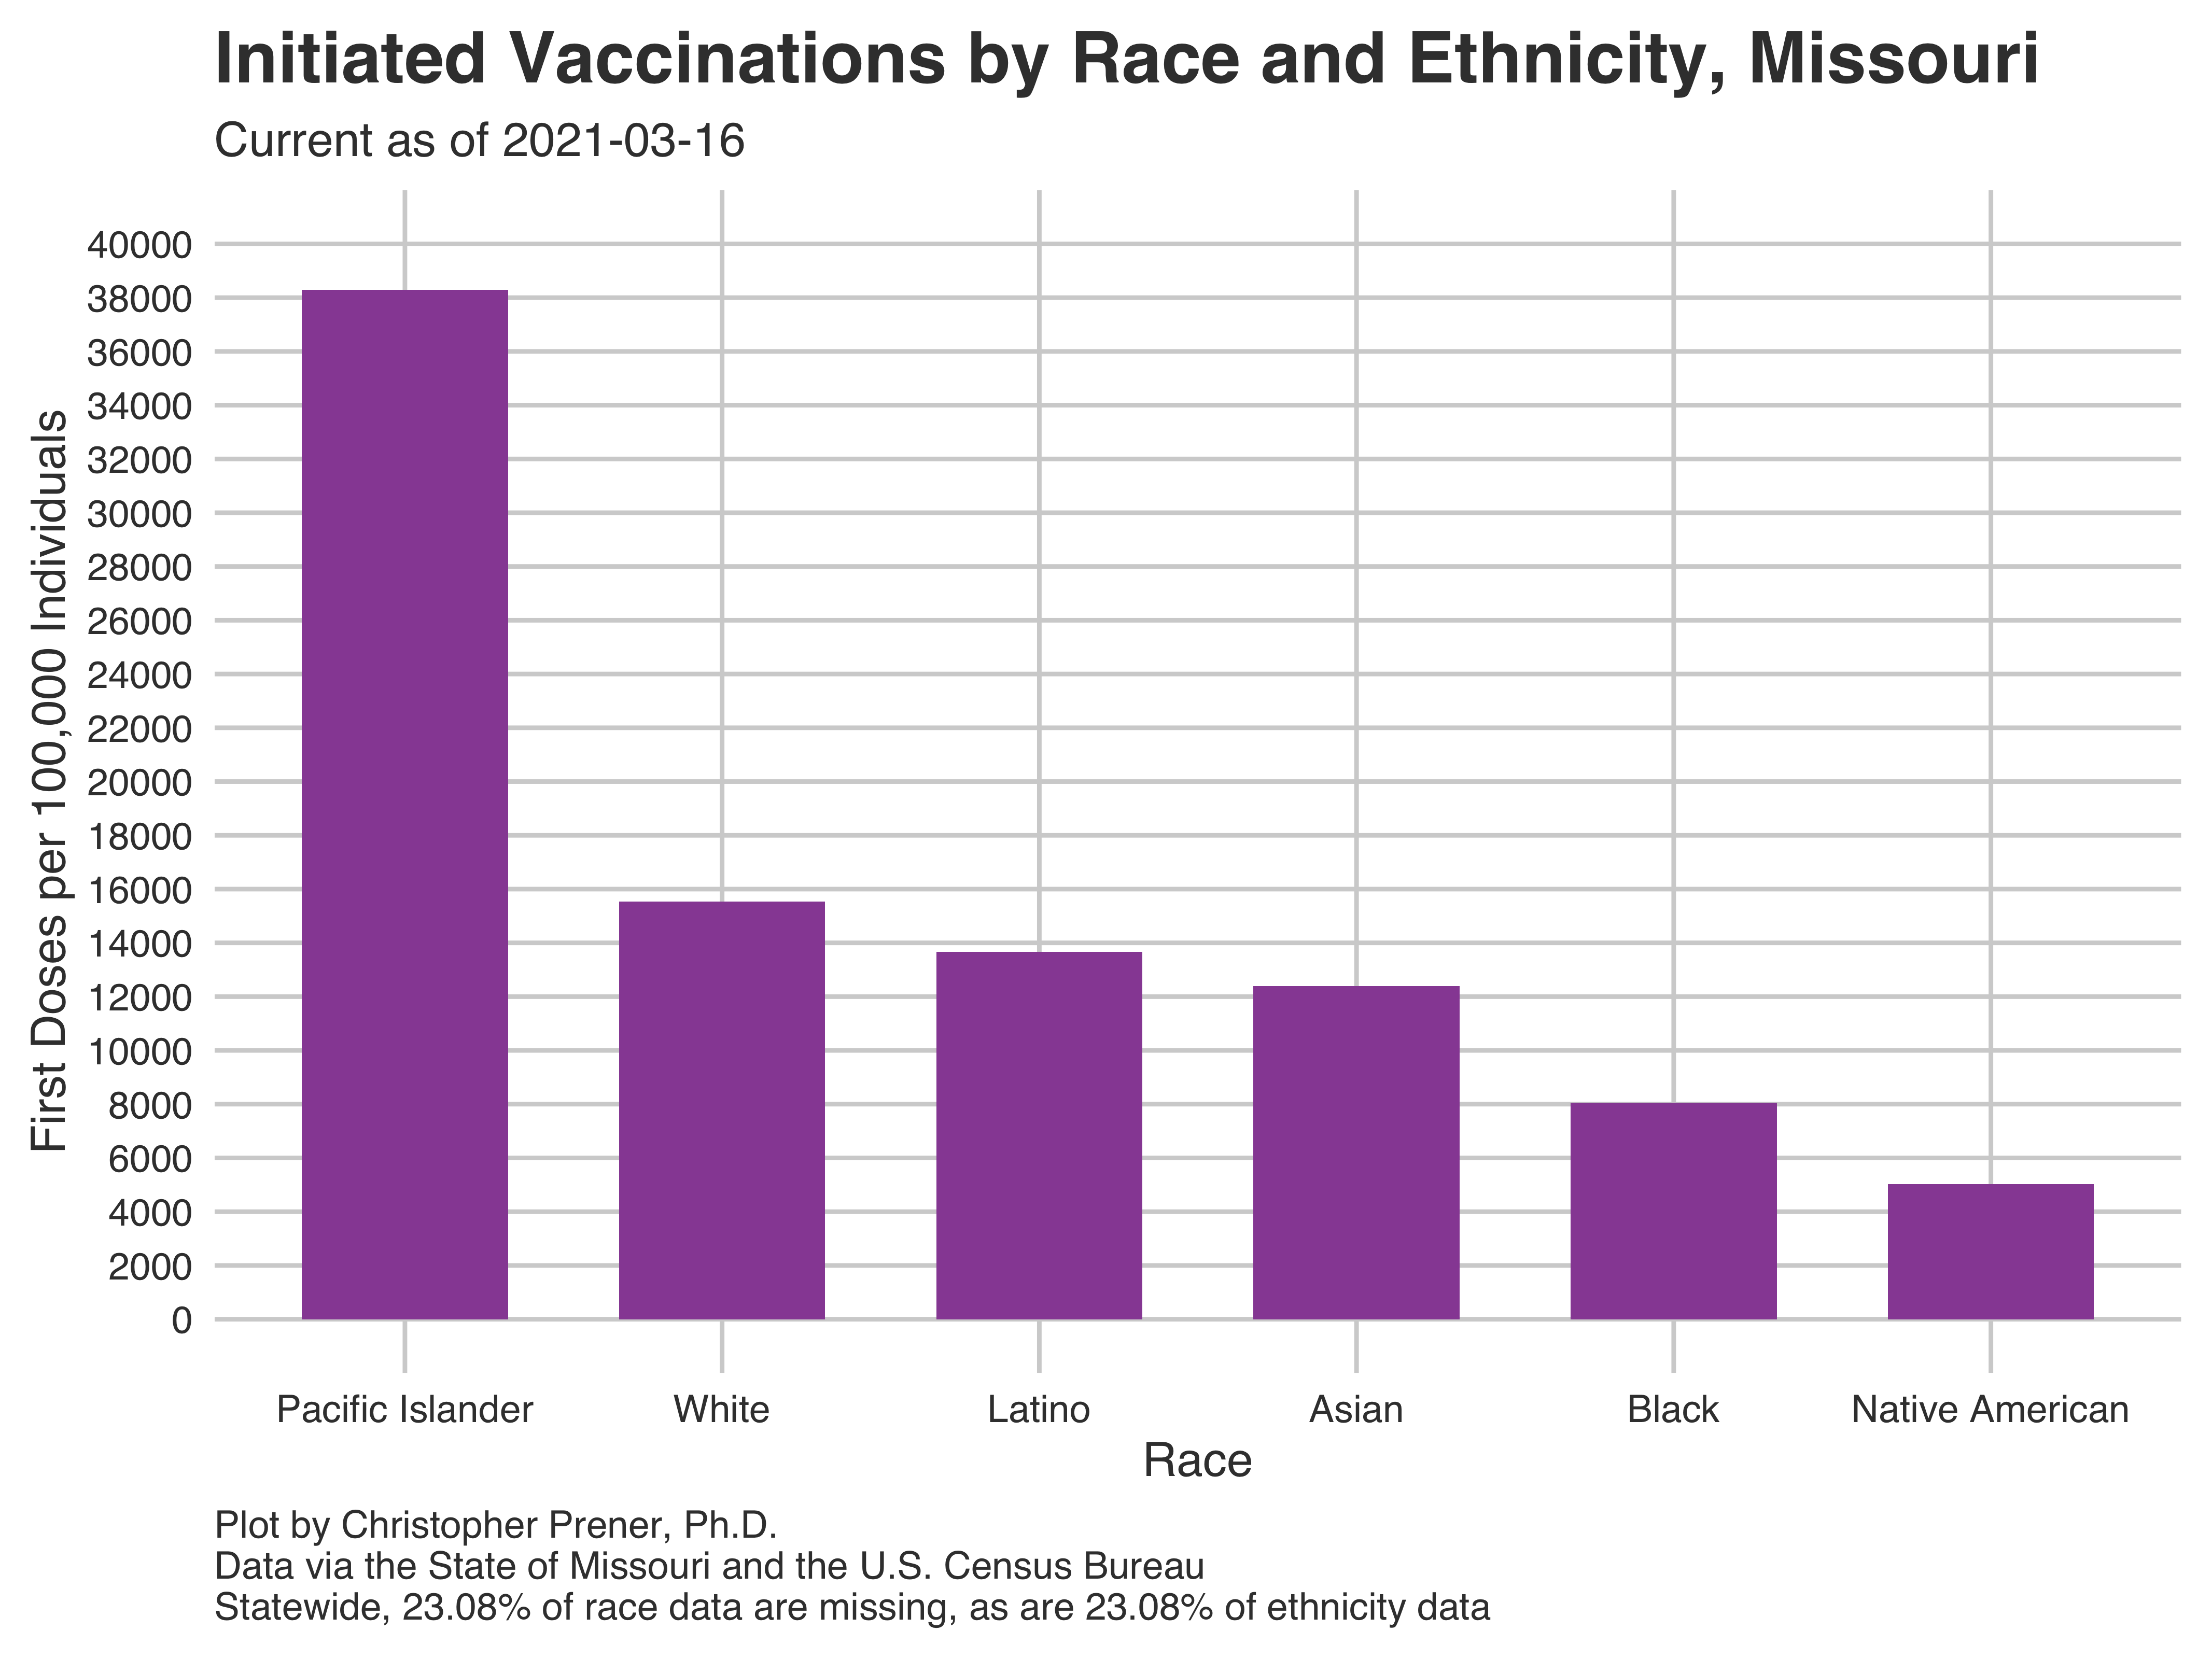 Initiated Vaccinations by Race and Ethnicity, Missouri
Current as of 2021-03-16
First Doses per 100,000 Individuals
40000
38000
36000
34000
32000
30000
28000
26000
24000
22000
20000
18000
16000
14000
12000
10000
8000
6000
4000
2000
0
Pacific Islander White Latino Asian Black Native American
Race
Plot by Christopher Prener, Ph.D.
Data via the State of Missouri and the U.S. Census Bureau
Statewide, 23.08% of race data are missing, as are 23.08% of ethnicity data